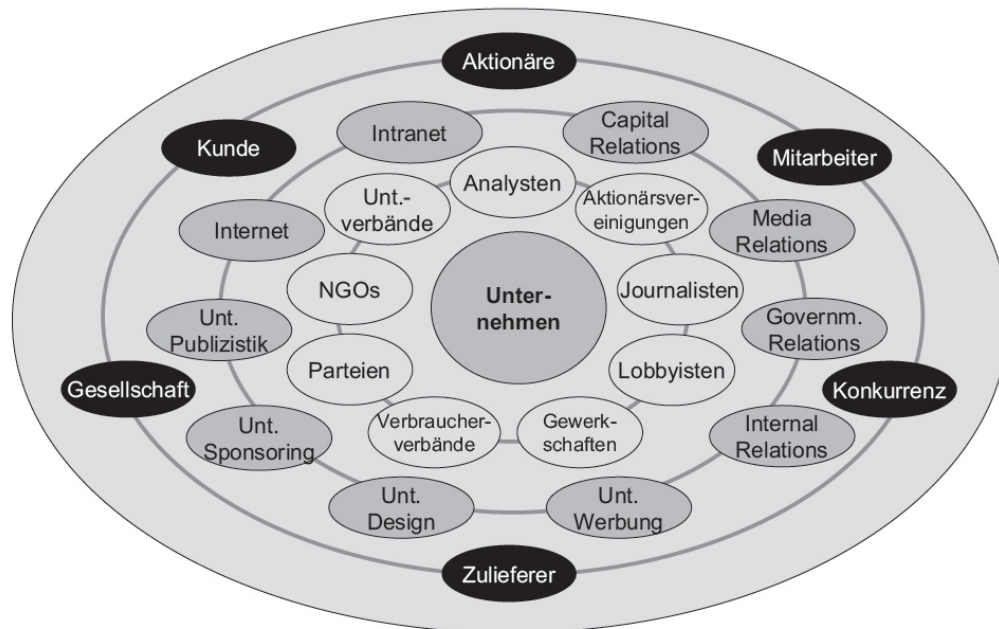 Aktionäre
Kunde
Mitarbeiter
Intranet
Capital
Relations
Analysten
Unt.-
verbände
Aktionärsver-
einigungen
Internet
Media
Relations
NGOs
Unter-
nehmen
Journalisten
Unt.
Publizistik
Governm.
Relations
Parteien
Lobbyisten
Gesellschaft
Konkurrenz
Unt.
Sponsoring
Verbraucher-
verbände
Gewerk-
schaften
Internal
Relations
Unt.
Design
Unt.
Werbung
Zulieferer